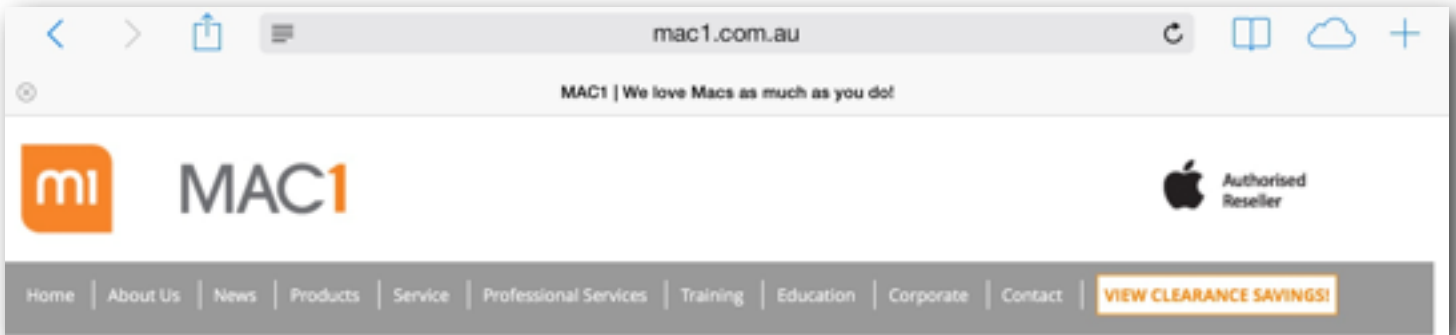 mac1.com.au
MAC1 | We love Macs as much as you do!
m1
MAC1
Authorised
Reseller
Home | About Us | News | Products | Service | Professional Services | Training | Education | Corporate | Contact | VIEW CLEARANCE SAVINGS!